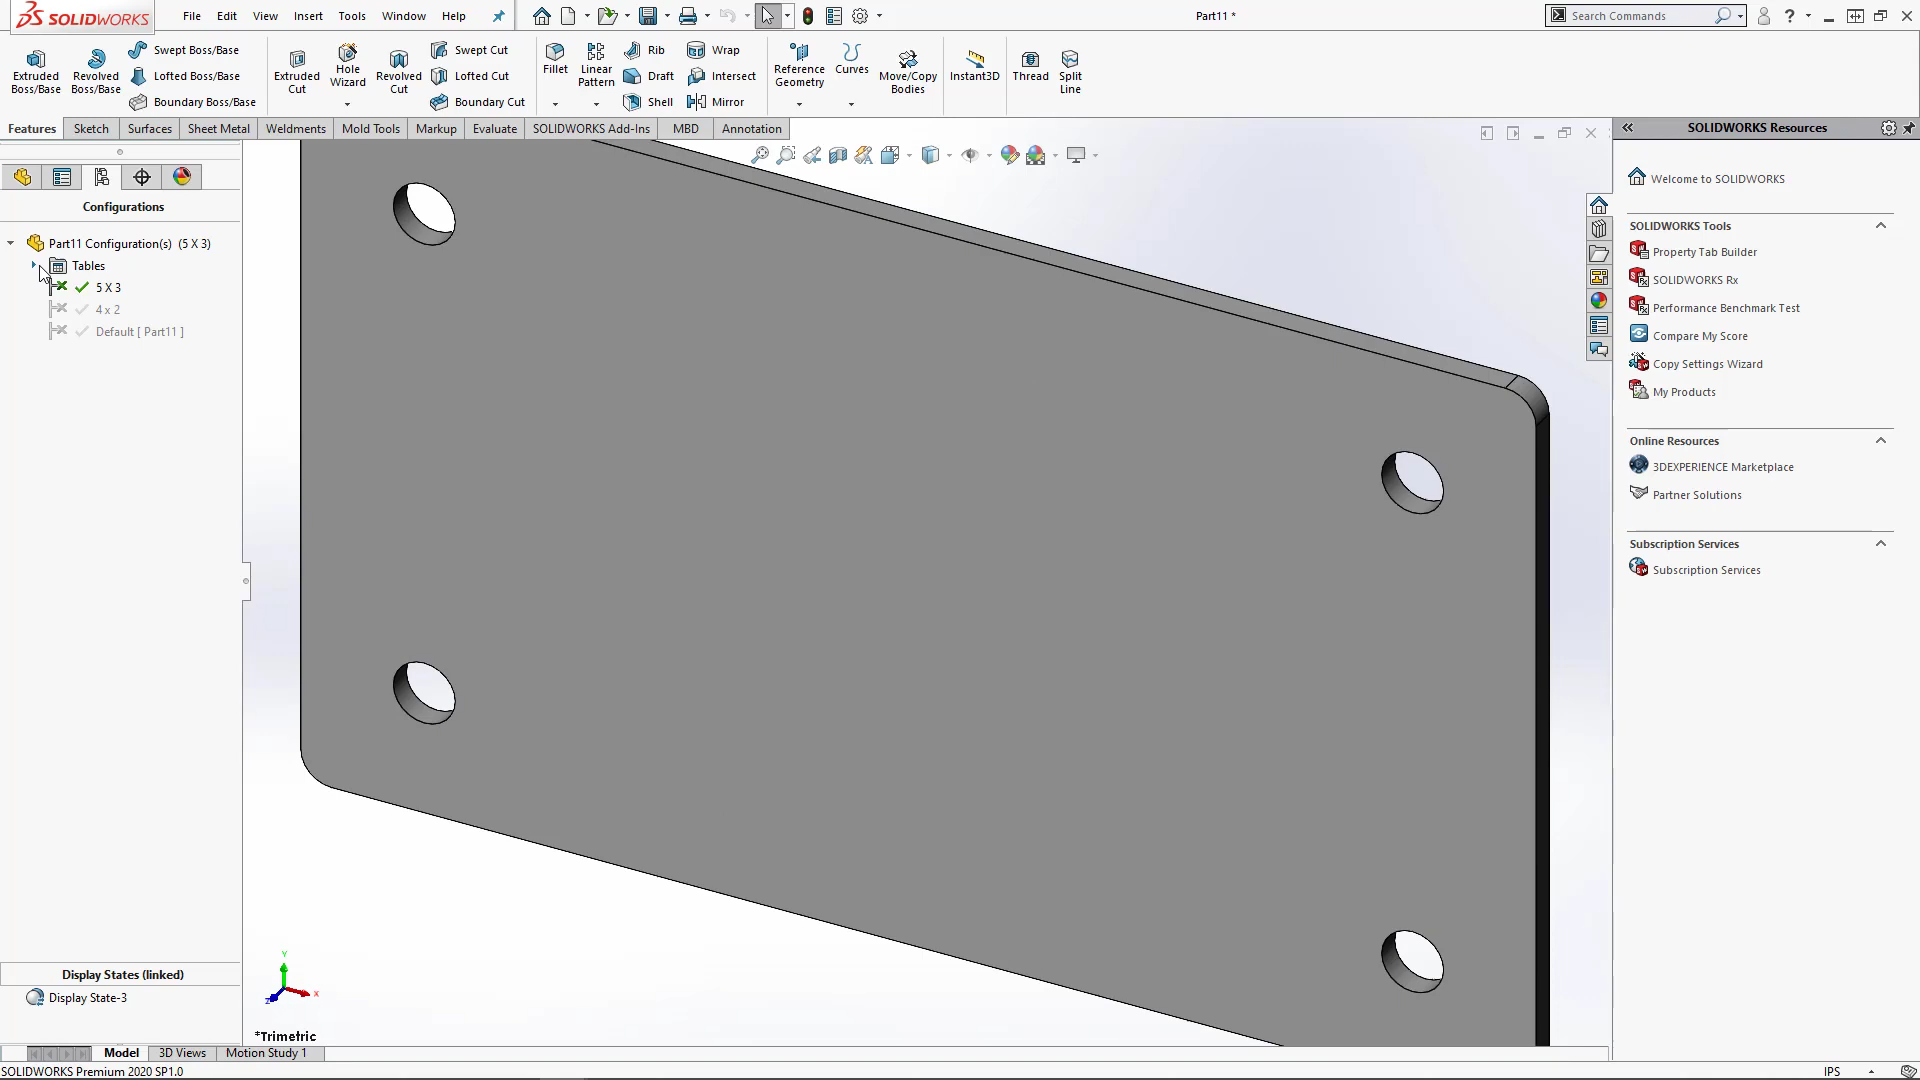 SOLIDWORKS
File Edit View Insert Tools Window Help
Part11 *
Search Commands
Extruded Boss/Base
Revolved Boss/Base
Swept Boss/Base
Lofted Boss/Base
Boundary Boss/Base
Extruded Cut
Hole Wizard
Revolved Cut
Swept Cut
Lofted Cut
Boundary Cut
Fillet
Linear Pattern
Rib
Draft
Shell
Wrap
Intersect
Mirror
Reference Geometry
Curves
Move/Copy Bodies
Instant3D
Thread
Split Line
Features Sketch Surfaces Sheet Metal Weldments Mold Tools Markup Evaluate SOLIDWORKS Add-Ins MBD Annotation
Configurations
Part11 Configuration(s) (5 X 3)
Tables
5 X 3
4 x 2
Default [ Part11 ]
Display States (linked)
Display State-3
Y
X
Z
*Trimetric
SOLIDWORKS Resources
Welcome to SOLIDWORKS
SOLIDWORKS Tools
Property Tab Builder
SOLIDWORKS Rx
Performance Benchmark Test
Compare My Score
Copy Settings Wizard
My Products
Online Resources
3DEXPERIENCE Marketplace
Partner Solutions
Subscription Services
Subscription Services
Model 3D Views Motion Study 1
SOLIDWORKS Premium 2020 SP1.0
IPS